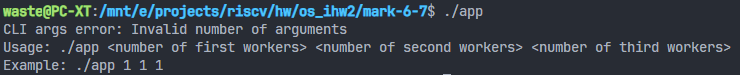 waste@PC-XT:/mnt/e/projects/riscv/hw/os_ihw2/mark-6-7$ ./app
CLI args error: Invalid number of arguments
Usage: ./app <number of first workers> <number of second workers> <number of third workers>
Example: ./app 1 1 1